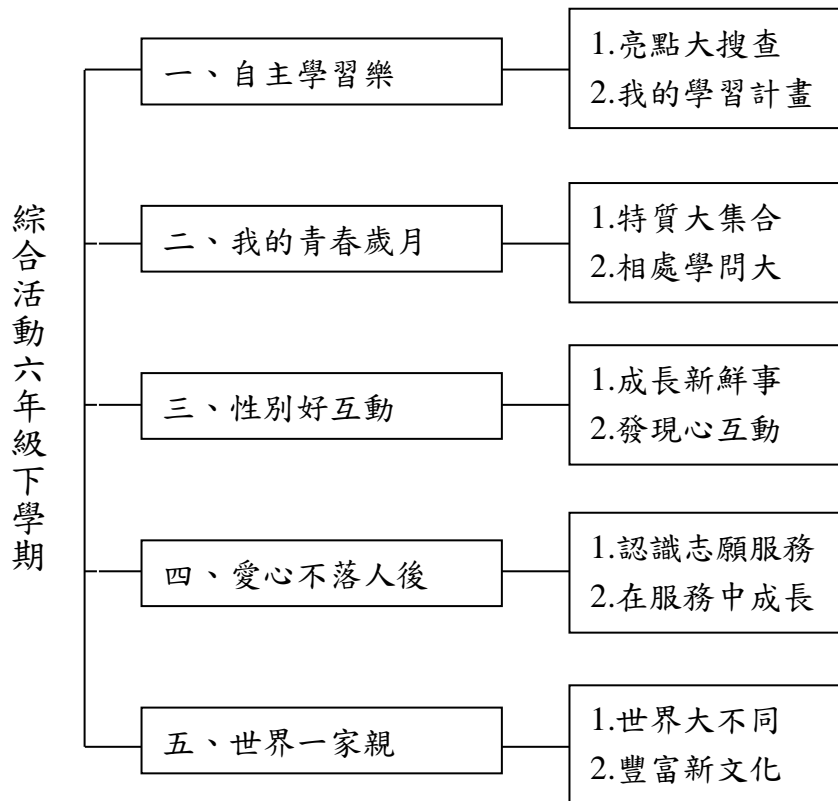 綜合活動六年級下學期
一、自主學習樂
1.亮點大搜查
2.我的學習計畫
二、我的青春歲月
1.特質大集合
2.相處學問大
三、性別好互動
1.成長新鮮事
2.發現心互動
四、愛心不落人後
1.認識志願服務
2.在服務中成長
五、世界一家親
1.世界大不同
2.豐富新文化